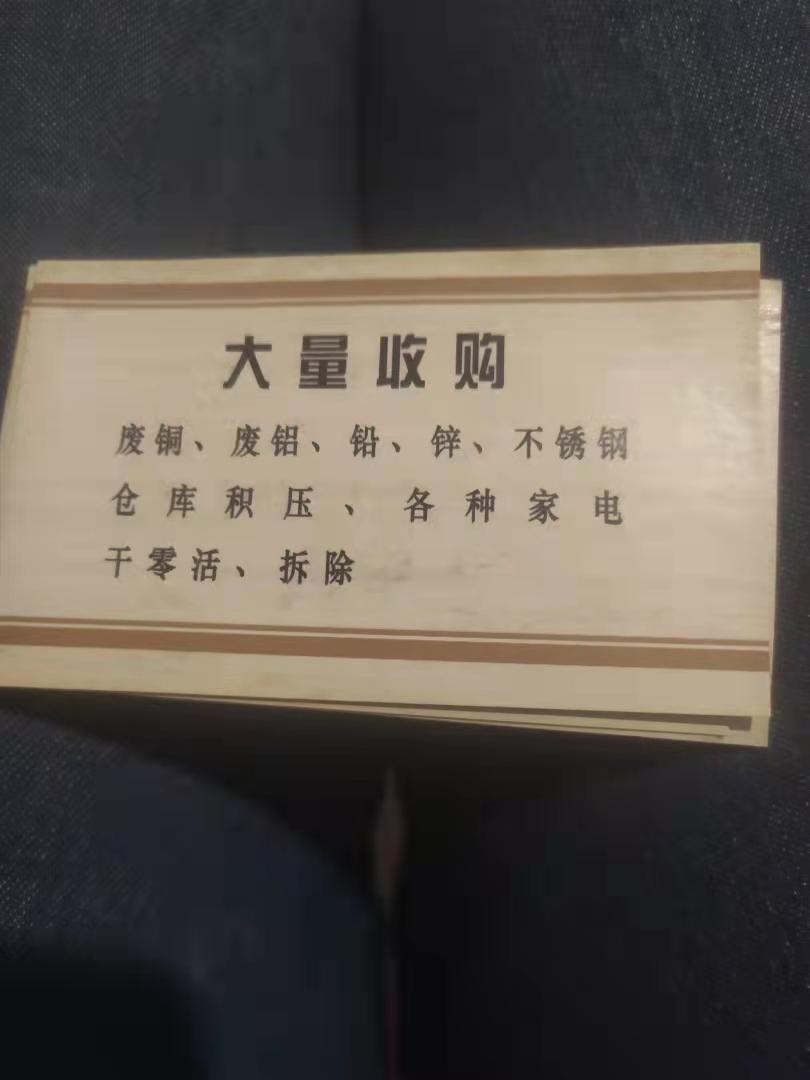 大量收购
废铜、废铝、铅、锌、不锈钢
仓库积压、各种家电
干零活、拆除